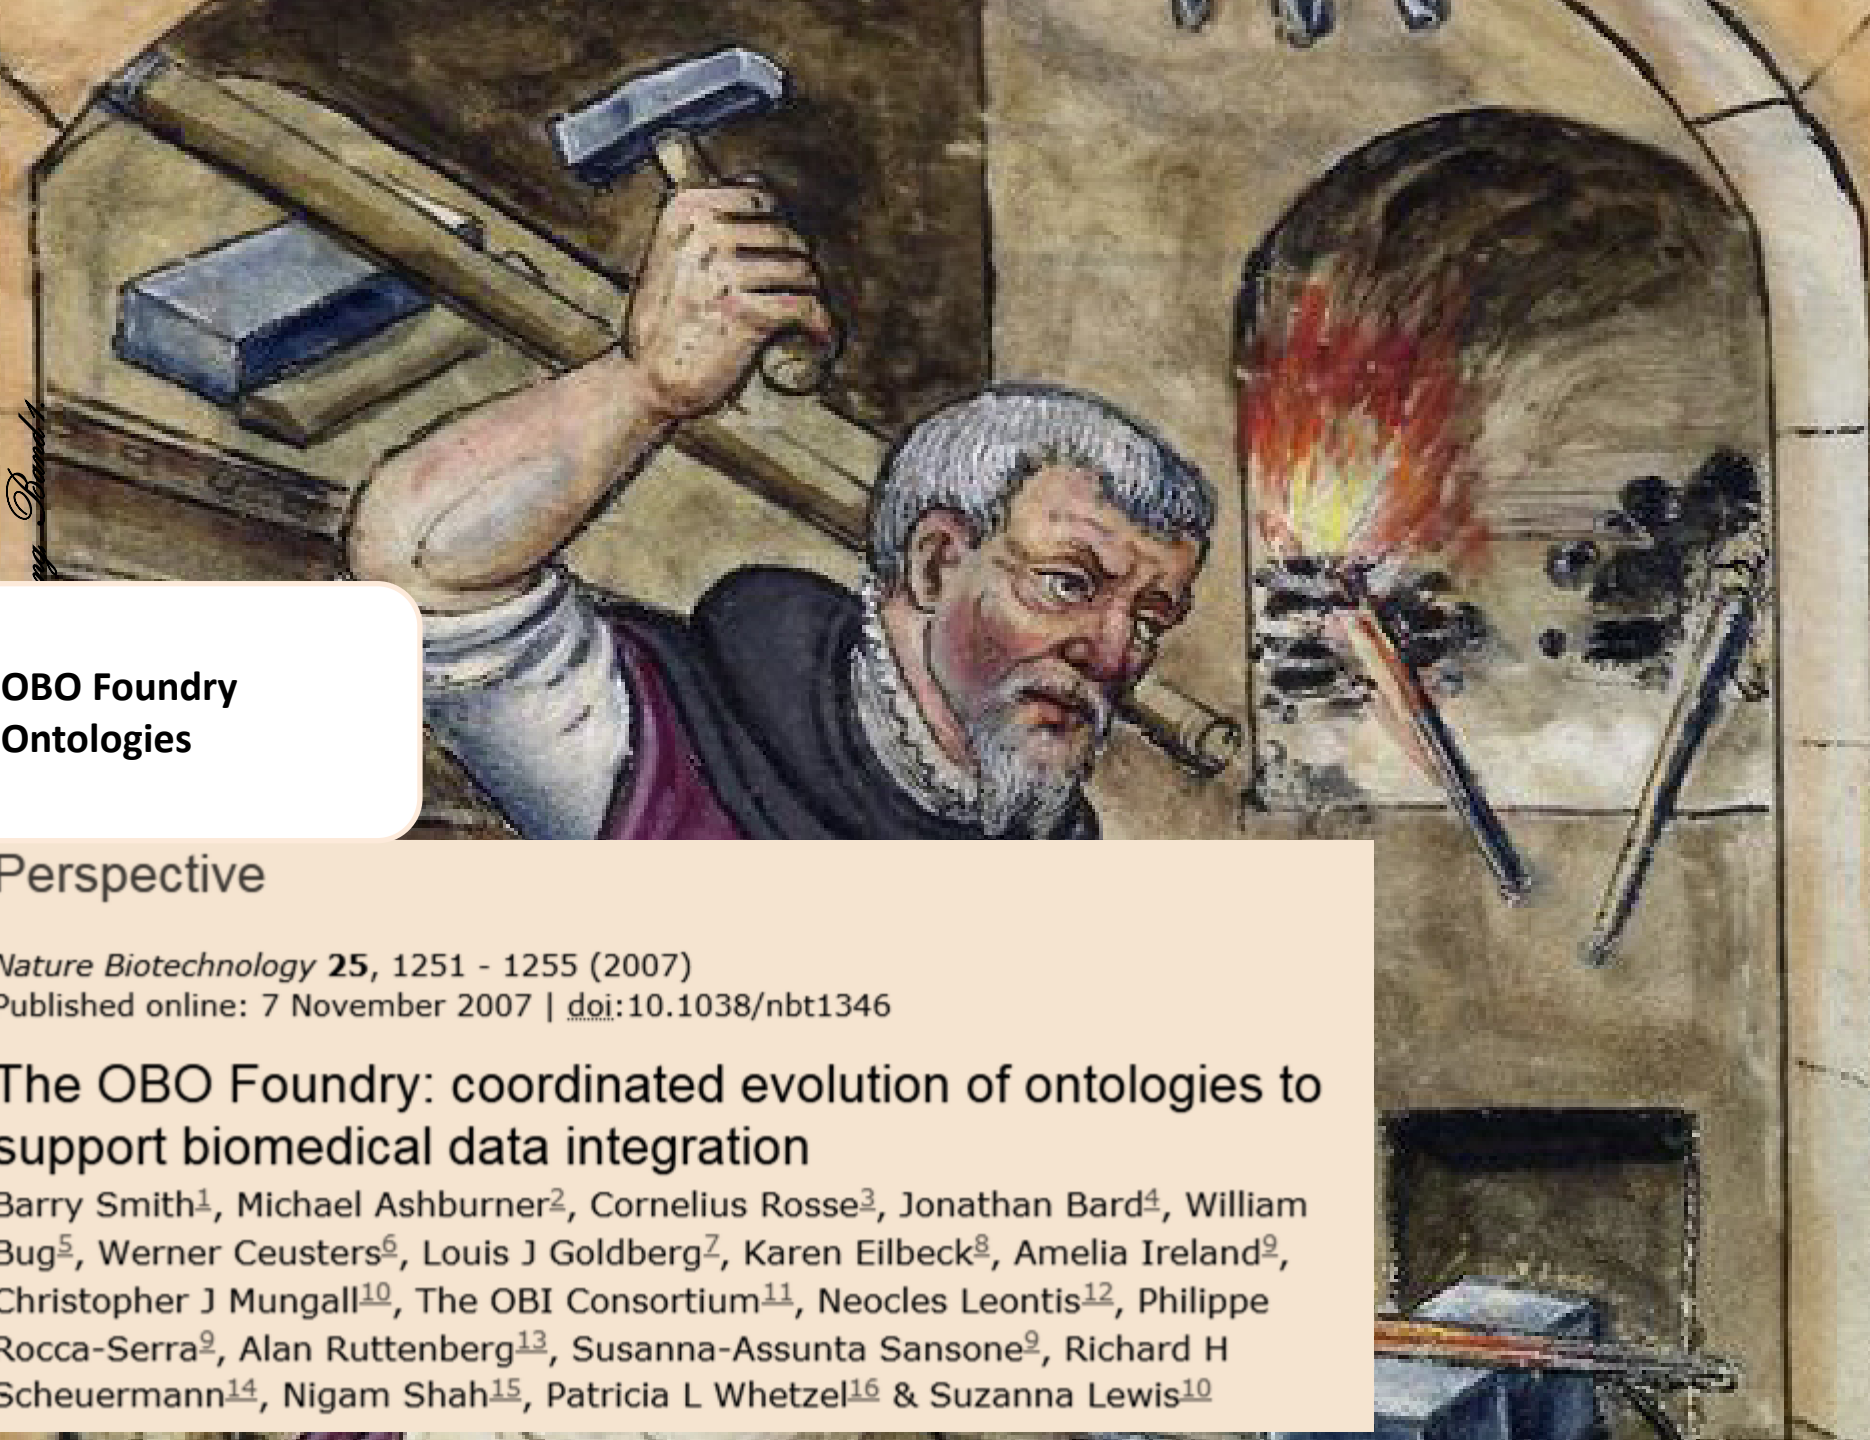 Band 1.
OBO Foundry
Ontologies
Perspective
Nature Biotechnology 25, 1251 - 1255 (2007)
Published online: 7 November 2007 | doi:10.1038/nbt1346
The OBO Foundry: coordinated evolution of ontologies to
support biomedical data integration
Barry Smith1, Michael Ashburner2, Cornelius Rosse3, Jonathan Bard4, William
Bug5, Werner Ceusters6, Louis J Goldberg7, Karen Eilbeck8, Amelia Ireland9,
Christopher J Mungall10, The OBI Consortium11, Neocles Leontis12, Philippe
Rocca-Serra9, Alan Ruttenberg13, Susanna-Assunta Sansone9, Richard H
Scheuermann14, Nigam Shah15, Patricia L Whetzel16 & Suzanna Lewis10